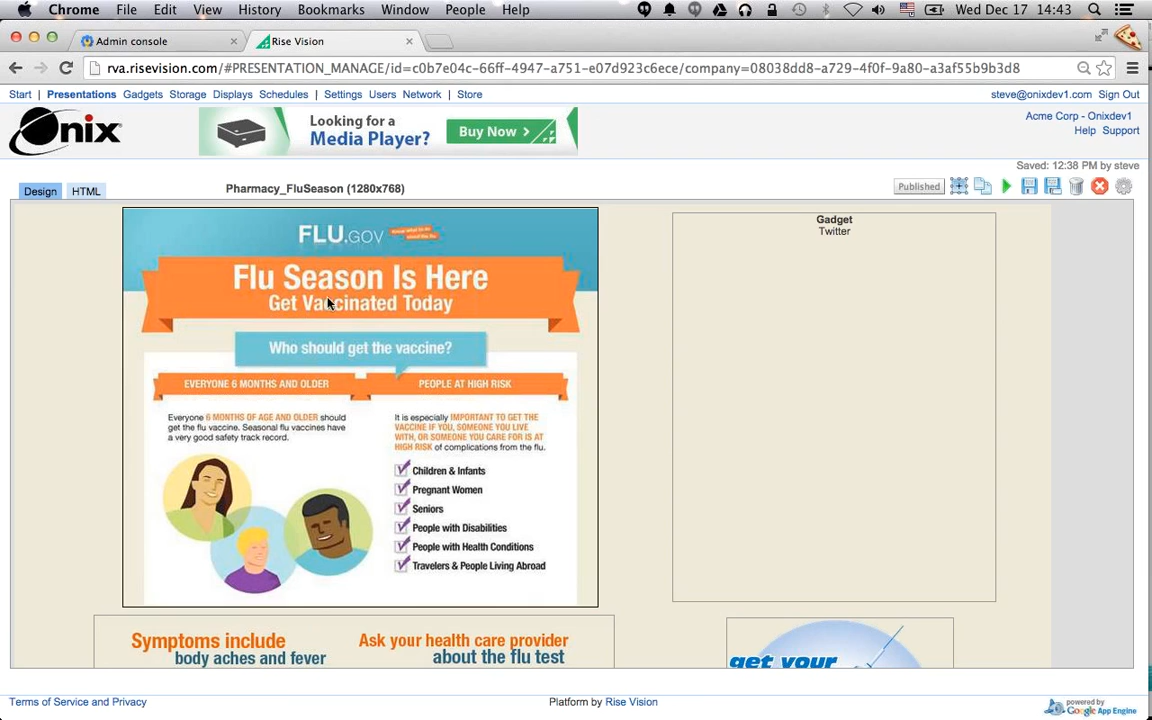 Chrome File Edit View History Bookmarks Window People Help Wed Dec 17 14:43
Admin console Rise Vision
rva.risevision.com/#PRESENTATION_MANAGE/id=c0b7e04c-66ff-4947-a751-e07d923c6ece/company=08038dd8-a729-4f0f-9a80-a3af55b9b3d8
Start | Presentations Gadgets Storage Displays Schedules | Settings Users Network | Store steve@onixdev1.com Sign Out
Onix
Looking for a
Media Player?
Buy Now >
Acme Corp - Onixdev1
Help Support
Saved: 12:38 PM by steve
Design HTML Pharmacy_FluSeason (1280x768) Published
FLU.GOV
Flu Season Is Here
Get Vaccinated Today
Who should get the vaccine?
EVERYONE 6 MONTHS AND OLDER
Everyone 6 MONTHS OF AGE AND OLDER should
get the flu vaccine. Seasonal flu vaccines have
a very good safety track record.
PEOPLE AT HIGH RISK
It is especially IMPORTANT TO GET THE
VACCINE IF YOU, SOMEONE YOU LIVE
WITH, OR SOMEONE YOU CARE FOR IS AT
HIGH RISK of complications from the flu.
Children & Infants
Pregnant Women
Seniors
People with Disabilities
People with Health Conditions
Travelers & People Living Abroad
Gadget
Twitter
Symptoms include
body aches and fever
Ask your health care provider
about the flu test
get your
Terms of Service and Privacy
Platform by Rise Vision
powered by
Google App Engine